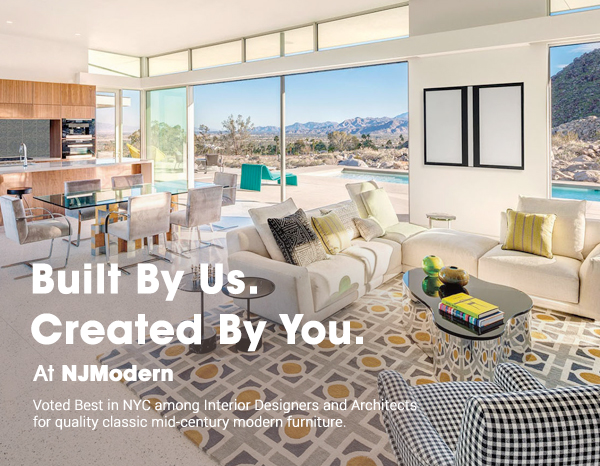 Built By Us.
Created By You.
At NJModern
Voted Best in NYC among Interior Designers and Architects
for quality classic mid-century modern furniture.